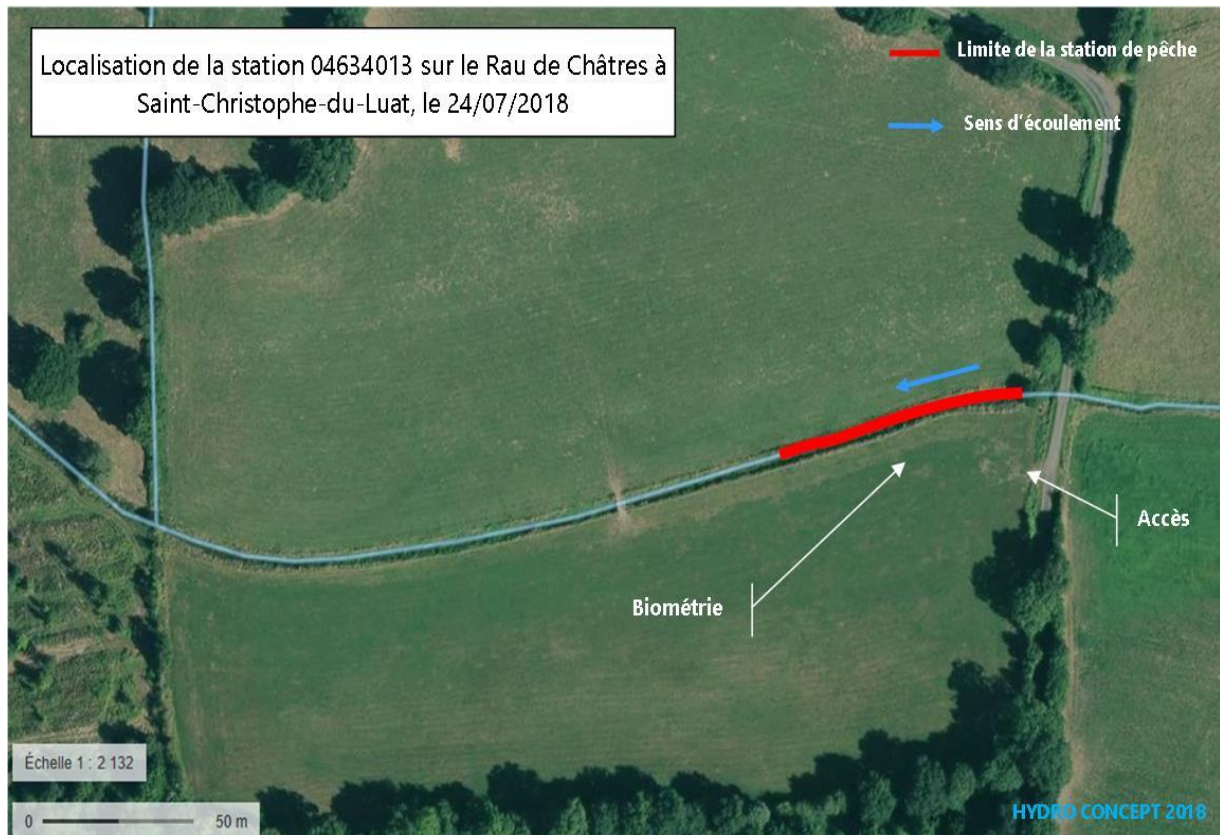 Localisation de la station 04634013 sur le Rau de Châtres à
Saint-Christophe-du-Luat, le 24/07/2018
Limite de la station de pêche
Sens d'écoulement
Accès
Biométrie
Échelle 1 : 2 132
0 50 m
HYDRO CONCEPT 2018